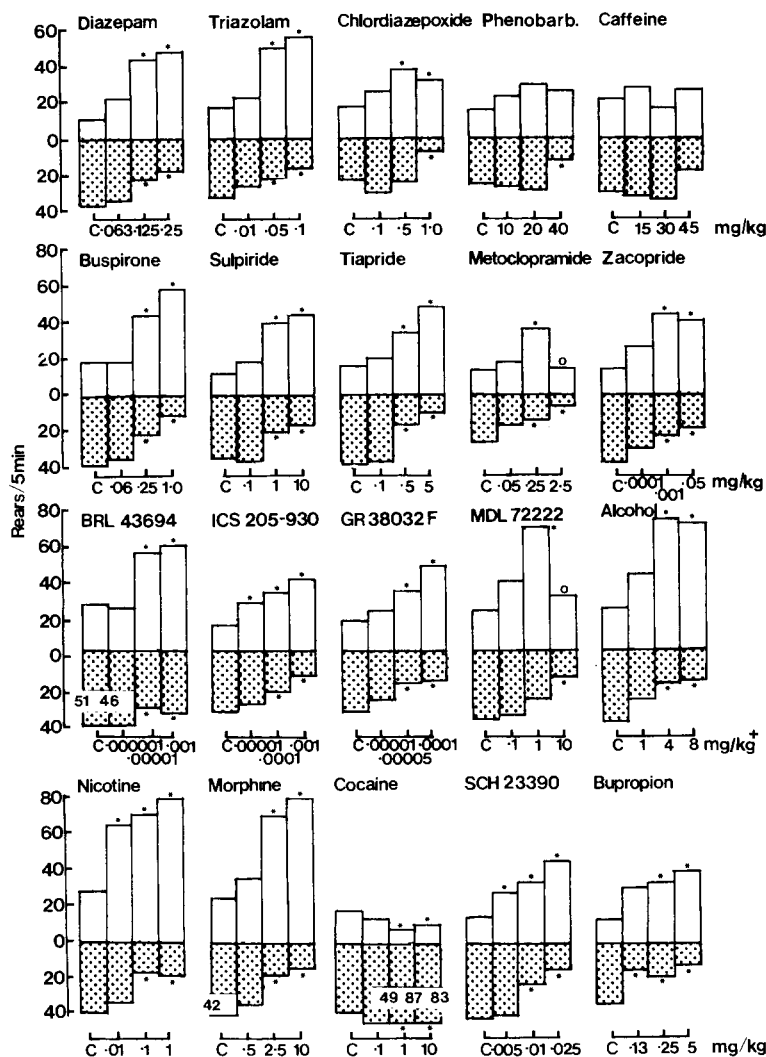 Diazepam Triazolam Chlordiazepoxide Phenobarb. Caffeine
60
40
20
0
20
40
C ·063 ·125 ·25 C ·01 ·05 ·1 C ·1 ·5 1·0 C 10 20 40 C 15 30 45 mg/kg
Buspirone Sulpiride Tiapride Metoclopramide Zacopride
60
40
20
0
20
40
C ·06 ·25 1·0 C ·1 1 10 C ·1 ·5 5 C ·05 ·25 2·5 C ·0001 ·05 mg/kg
·001
Rears/5min
BRL 43694 ICS 205-930 GR 38032 F MDL 72222 Alcohol
80
60
40
20
0
20
40
51 46
C ·000001 ·001 C ·00001 ·001 C ·00001 ·0001 C ·1 1 10 C 1 4 8 mg/kg+
·00001 ·0001 ·00005
Nicotine Morphine Cocaine SCH 23390 Bupropion
80
60
40
20
0
20
40
42 49 87 83
C ·01 ·1 1 C ·5 2·5 10 C ·1 1 10 C ·005 ·01 ·025 C ·13 ·25 5 mg/kg